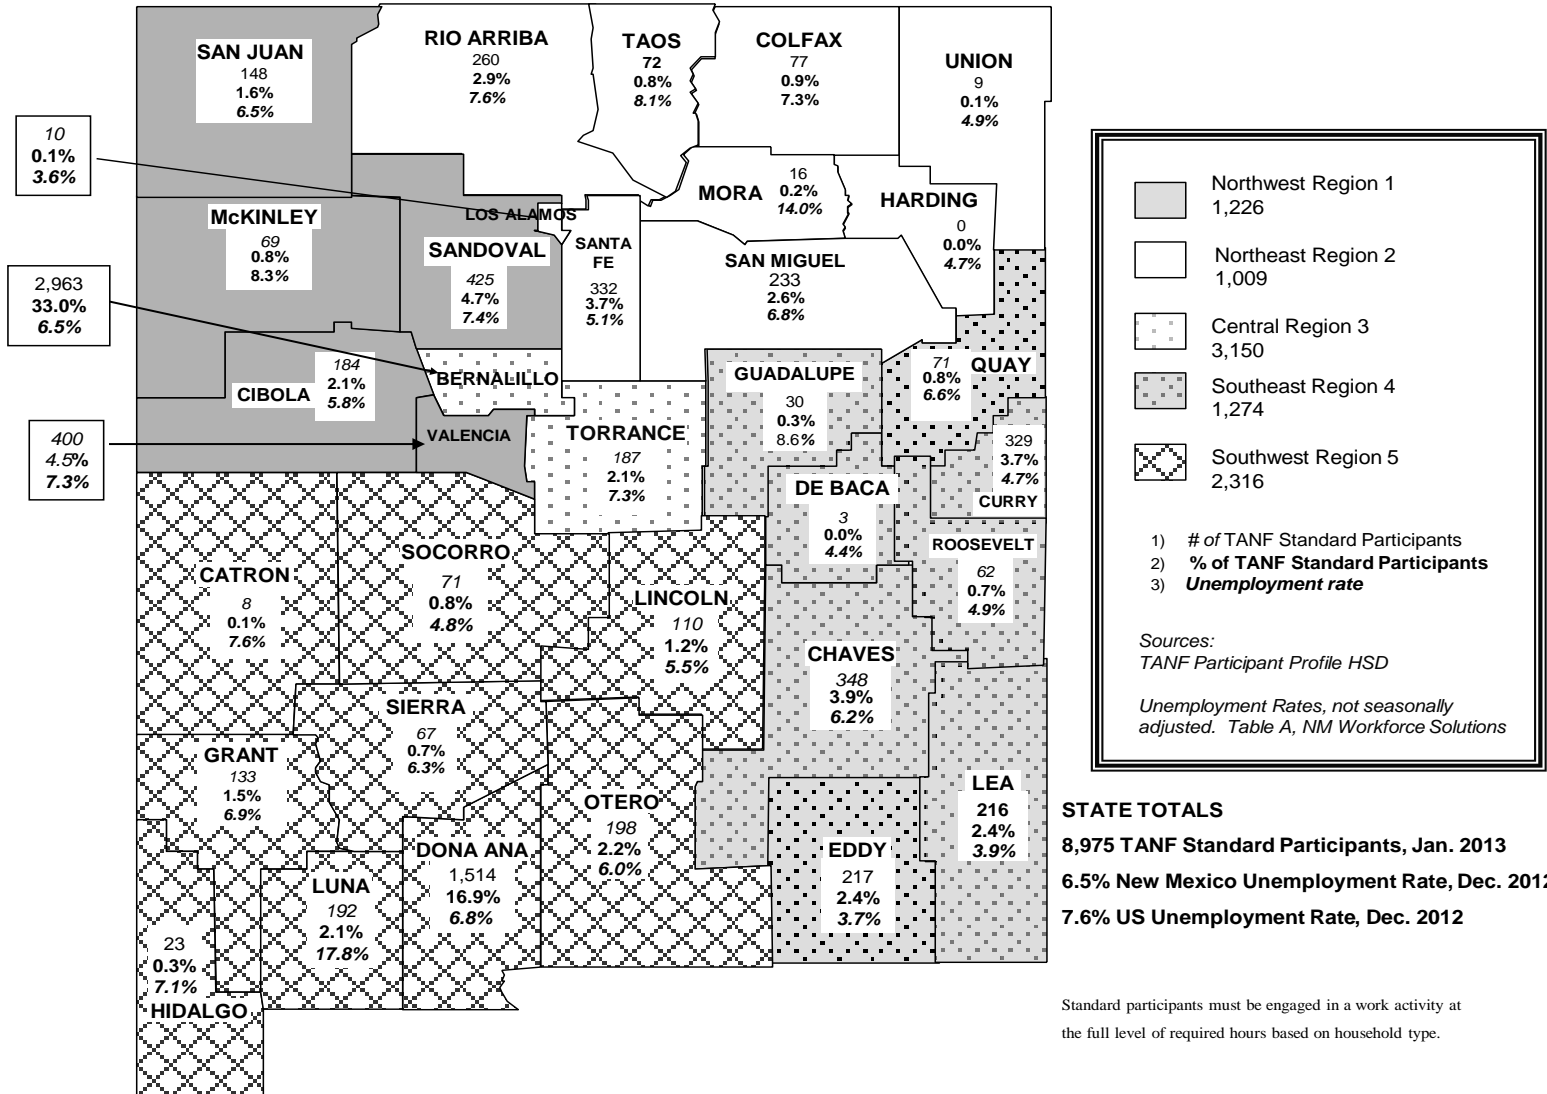 SAN JUAN
148
1.6%
6.5%
RIO ARRIBA
260
2.9%
7.6%
TAOS
72
0.8%
8.1%
COLFAX
77
0.9%
7.3%
UNION
9
0.1%
4.9%
10
0.1%
3.6%
LOS ALAMOS
McKINLEY
69
0.8%
8.3%
SANDOVAL
425
4.7%
7.4%
SANTA
FE
332
3.7%
5.1%
MORA
16
0.2%
14.0%
HARDING
0
0.0%
4.7%
SAN MIGUEL
233
2.6%
6.8%
2,963
33.0%
6.5%
BERNALILLO
CIBOLA
184
2.1%
5.8%
400
4.5%
7.3%
VALENCIA
TORRANCE
187
2.1%
7.3%
GUADALUPE
30
0.3%
8.6%
QUAY
71
0.8%
6.6%
329
3.7%
4.7%
CURRY
DE BACA
3
0.0%
4.4%
ROOSEVELT
62
0.7%
4.9%
CATRON
8
0.1%
7.6%
SOCORRO
71
0.8%
4.8%
LINCOLN
110
1.2%
5.5%
CHAVES
348
3.9%
6.2%
SIERRA
67
0.7%
6.3%
GRANT
133
1.5%
6.9%
OTERO
198
2.2%
6.0%
LEA
216
2.4%
3.9%
EDDY
217
2.4%
3.7%
DONA ANA
1,514
16.9%
6.8%
LUNA
192
2.1%
17.8%
23
0.3%
7.1%
HIDALGO
Northwest Region 1
1,226
Northeast Region 2
1,009
Central Region 3
3,150
Southeast Region 4
1,274
Southwest Region 5
2,316
1) # of TANF Standard Participants
2) % of TANF Standard Participants
3) Unemployment rate
Sources:
TANF Participant Profile HSD
Unemployment Rates, not seasonally
adjusted. Table A, NM Workforce Solutions
STATE TOTALS
8,975 TANF Standard Participants, Jan. 2013
6.5% New Mexico Unemployment Rate, Dec. 2012
7.6% US Unemployment Rate, Dec. 2012
Standard participants must be engaged in a work activity at
the full level of required hours based on household type.